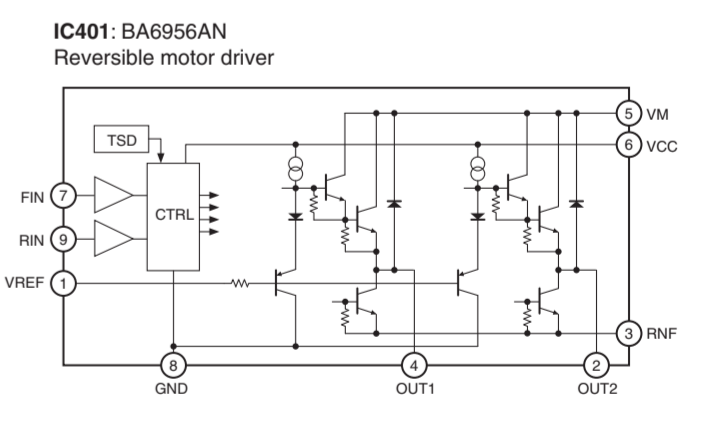 IC401: BA6956AN
Reversible motor driver
5 VM
TSD
6 VCC
FIN 7
CTRL
RIN 9
VREF 1
3 RNF
8
4
2
GND
OUT1
OUT2